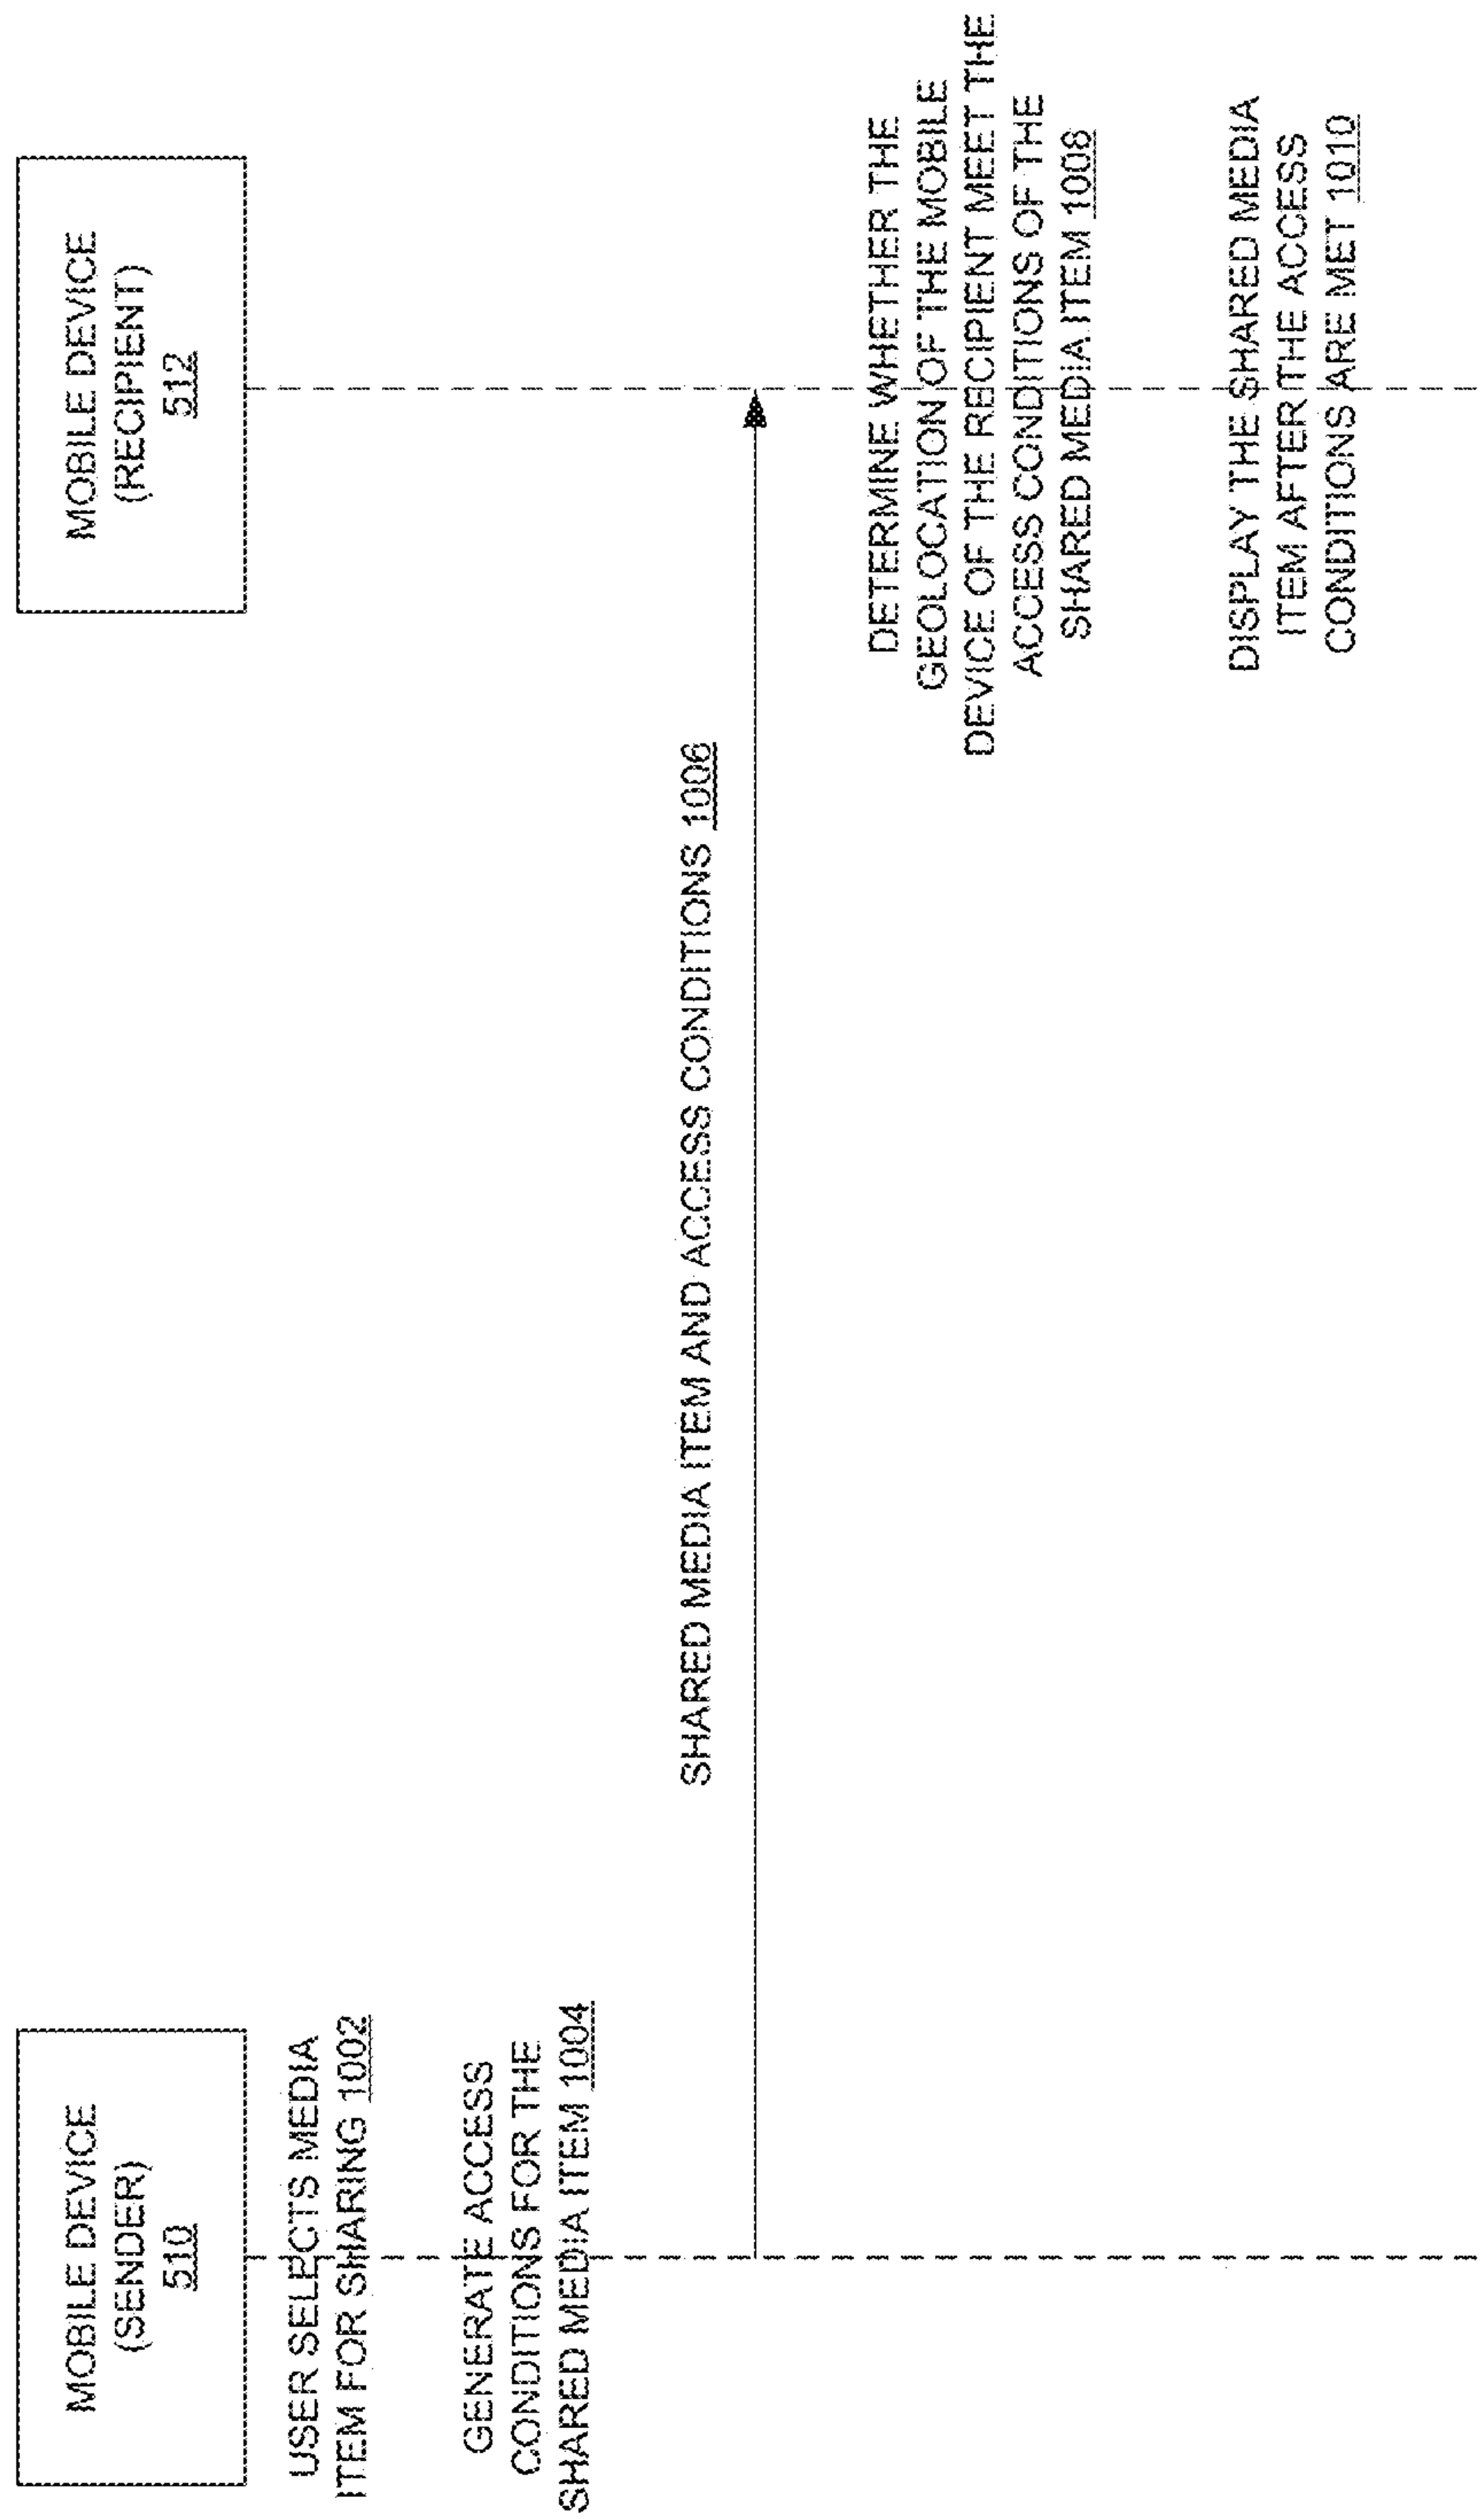 MOBILE DEVICE
(SENDER)
510
MOBILE DEVICE
(RECIPIENT)
512
USER SELECTS MEDIA
ITEM FOR SHARING 1002
GENERATE ACCESS
CONDITIONS FOR THE
SHARED MEDIA ITEM 1004
SHARED MEDIA ITEM AND ACCESS CONDITIONS 1006
DETERMINE WHETHER THE
GEOLOCATION OF THE MOBILE
DEVICE OF THE RECIPIENT MEET THE
ACCESS CONDITIONS OF THE
SHARED MEDIA ITEM 1008
DISPLAY THE SHARED MEDIA
ITEM AFTER THE ACCESS
CONDITIONS ARE MET 1010